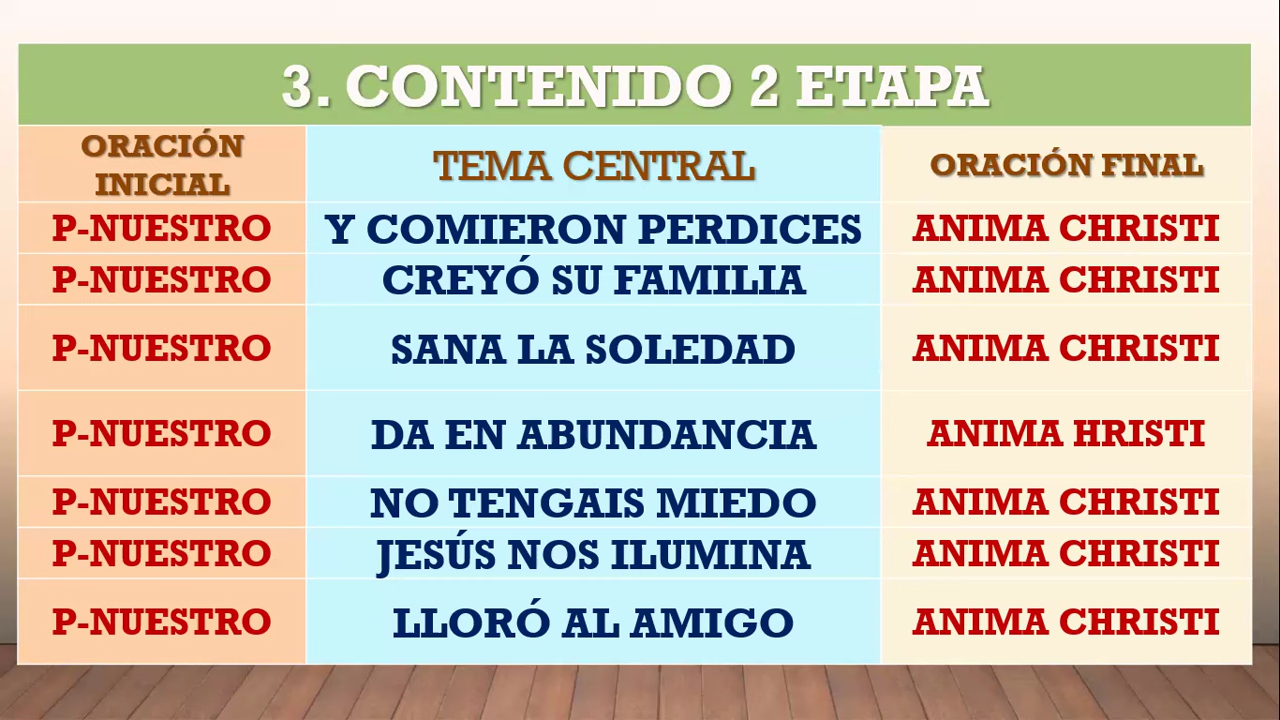 3. CONTENIDO 2 ETAPA
ORACIÓN
INICIAL
TEMA CENTRAL
ORACIÓN FINAL
P-NUESTRO
Y COMIERON PERDICES
ANIMA CHRISTI
P-NUESTRO
CREYÓ SU FAMILIA
ANIMA CHRISTI
P-NUESTRO
SANA LA SOLEDAD
ANIMA CHRISTI
P-NUESTRO
DA EN ABUNDANCIA
ANIMA HRISTI
P-NUESTRO
NO TENGAIS MIEDO
ANIMA CHRISTI
P-NUESTRO
JESÚS NOS ILUMINA
ANIMA CHRISTI
P-NUESTRO
LLORÓ AL AMIGO
ANIMA CHRISTI